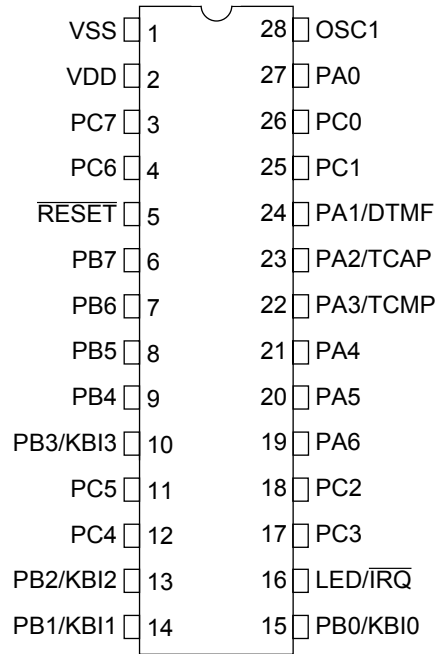 VSS 1 28 OSC1
VDD 2 27 PA0
PC7 3 26 PC0
PC6 4 25 PC1
RESET 5 24 PA1/DTMF
PB7 6 23 PA2/TCAP
PB6 7 22 PA3/TCMP
PB5 8 21 PA4
PB4 9 20 PA5
PB3/KBI3 10 19 PA6
PC5 11 18 PC2
PC4 12 17 PC3
PB2/KBI2 13 16 LED/IRQ
PB1/KBI1 14 15 PB0/KBI0